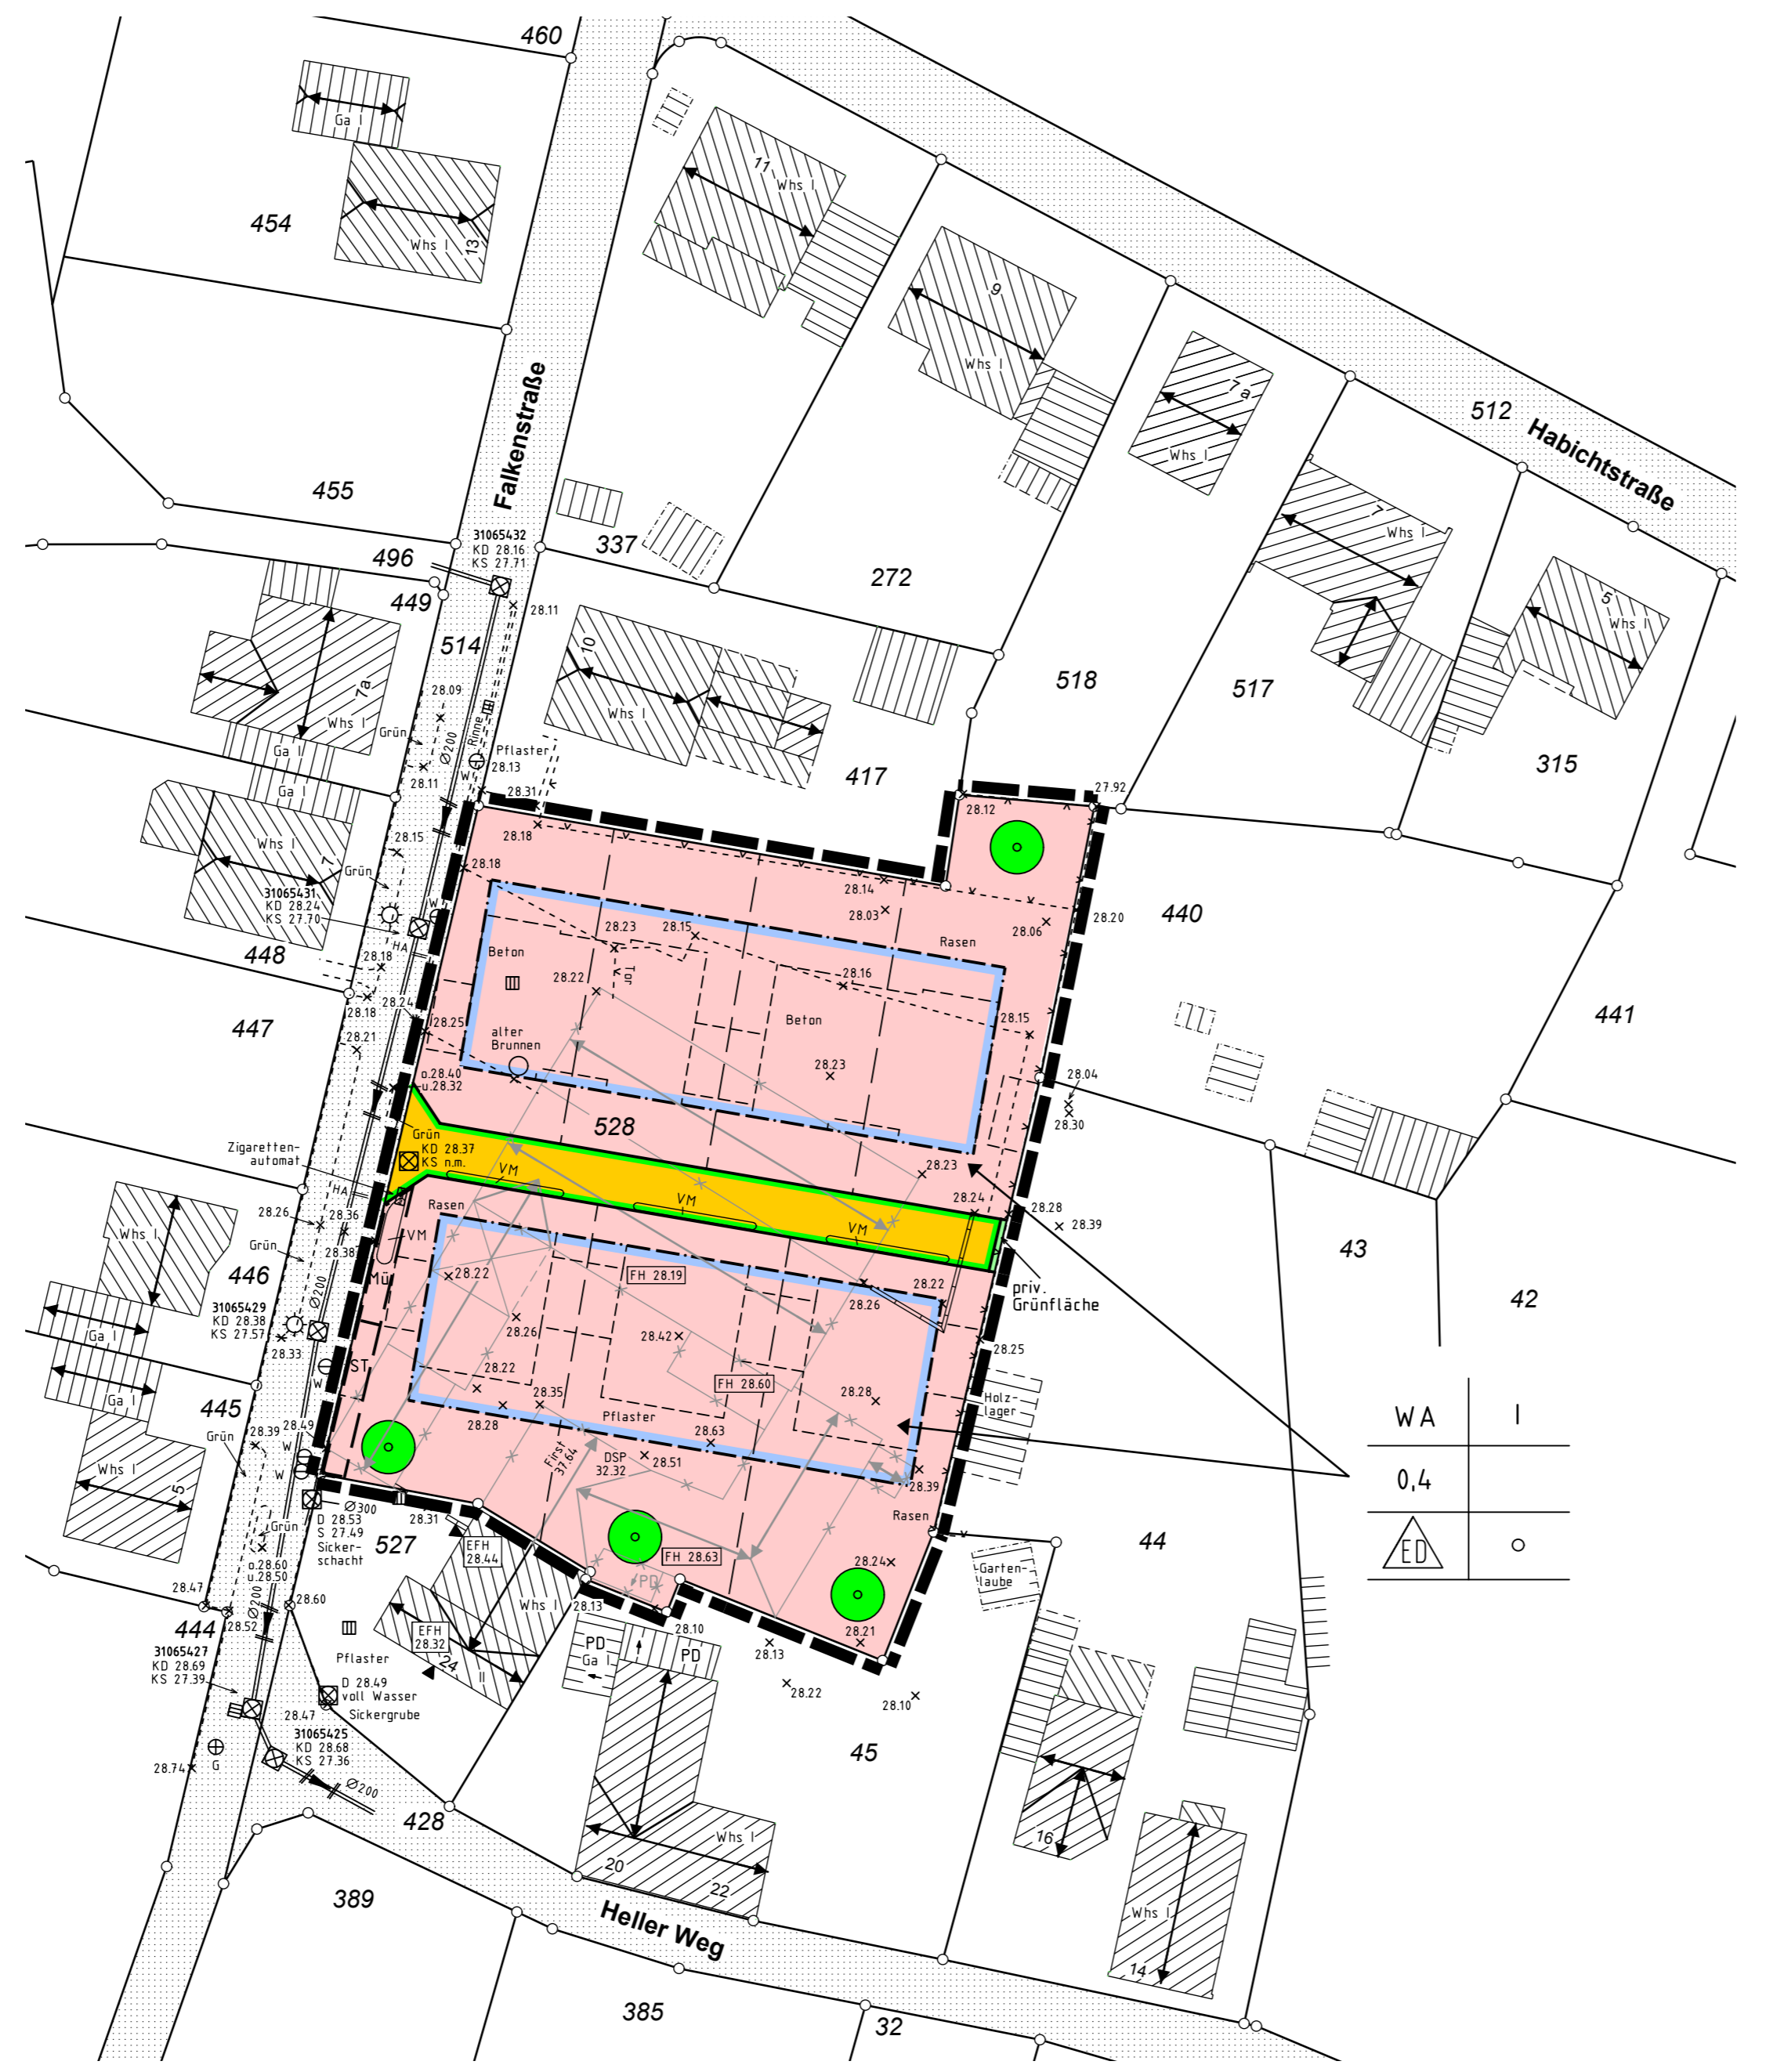 460
Ga I
454
Whs I
13
11
Whs I
9
Whs I
7 a
Whs I
512
Habichtstraße
Falkenstraße
455
337
272
518
517
7
Whs I
5
Whs I
315
496
449
514
31065432
KD 28.16
KS 27.71
28.11
10
Whs I
417
7a
Whs I
Ga I
Ga I
28.09
Grün
Ø200
Rinne
Pflaster
28.13
W
28.11
28.31
28.18
28.12
27.92
28.15
Whs I
7
Grün
28.18
28.14
28.03
28.06
28.20
440
441
31065431
KD 28.24
KS 27.70
W
HA
448
28.18
28.23
28.15
Rasen
Beton
28.22
Tor
28.16
28.24
28.18
447
28.25
28.21
alter
Brunnen
Beton
28.15
28.23
o.28.40
u.28.32
28.04
28.30
528
Grün
KD 28.37
KS n.m.
Zigaretten-
automat
VM
VM
VM
28.23
28.24
28.28
28.39
HA
Rasen
28.26
28.36
VM
28.38
Whs I
Grün
446
Mü
28.22
FH 28.19
28.22
28.26
priv.
Grünfläche
43
42
Ø200
31065429
KD 28.38
KS 27.57
28.33
28.26
28.42
28.25
Ga I
Ga I
ST
W
28.22
FH 28.60
28.35
28.28
28.28
Holz-
lager
WA
I
0,4
ED
o
445
Grün
28.39
28.49
W
W
Pflaster
28.63
First
37.64
DSP
32.32
28.51
28.39
Rasen
Whs I
5
Grün
Ø300
D 28.53
S 27.49
Sicker-
schacht
28.31
527
EFH
28.44
FH 28.63
28.24
44
Garten-
laube
o.28.60
u.28.50
28.47
Ø200
28.52
28.60
444
EFH
28.32
24
II
Whs I
PD
28.13
28.10
28.13
28.21
28.22
28.10
PD
Ga I
PD
31065427
KD 28.69
KS 27.39
Pflaster
D 28.49
voll Wasser
Sickergrube
28.47
31065425
KD 28.68
KS 27.36
28.74
G
Ø200
45
428
Whs I
20
22
16
Whs I
14
389
Heller Weg
385
32